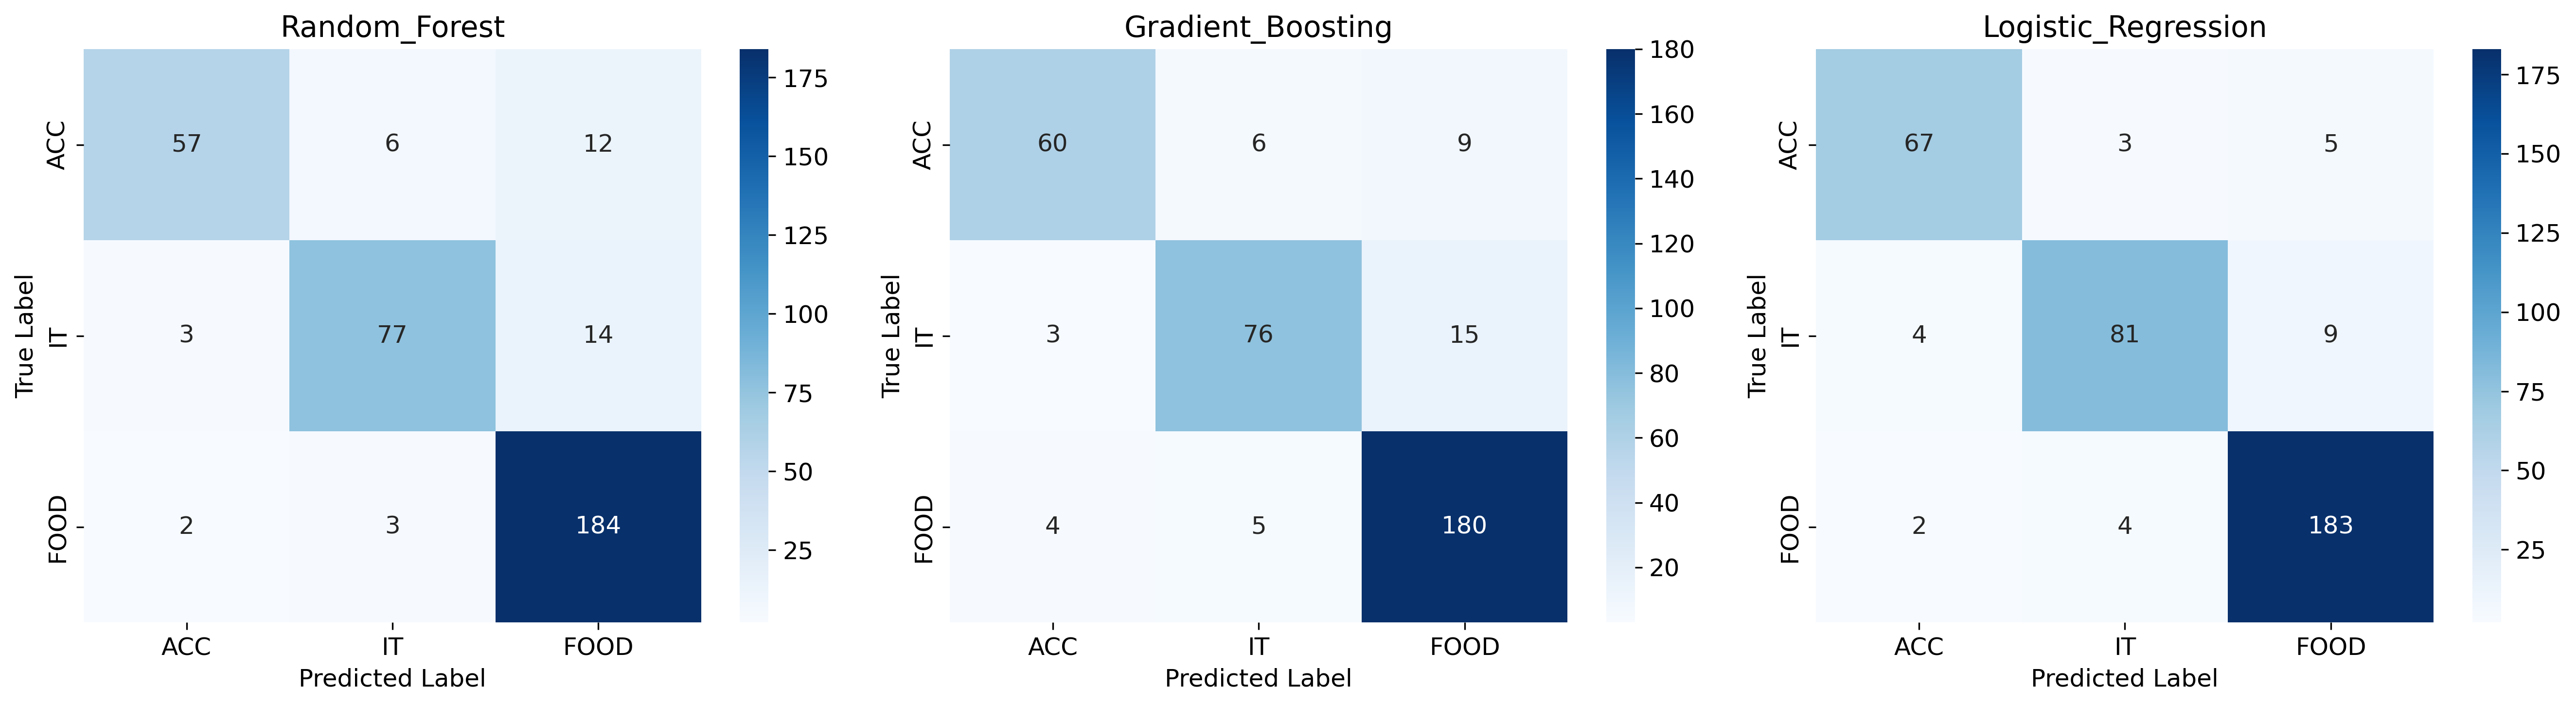 Random_Forest
True Label
ACC
57 6 12
IT
3 77 14
FOOD
2 3 184
ACC IT FOOD
Predicted Label
175
150
125
100
75
50
25
Gradient_Boosting
True Label
ACC
60 6 9
IT
3 76 15
FOOD
4 5 180
ACC IT FOOD
Predicted Label
180
160
140
120
100
80
60
40
20
Logistic_Regression
True Label
ACC
67 3 5
IT
4 81 9
FOOD
2 4 183
ACC IT FOOD
Predicted Label
175
150
125
100
75
50
25